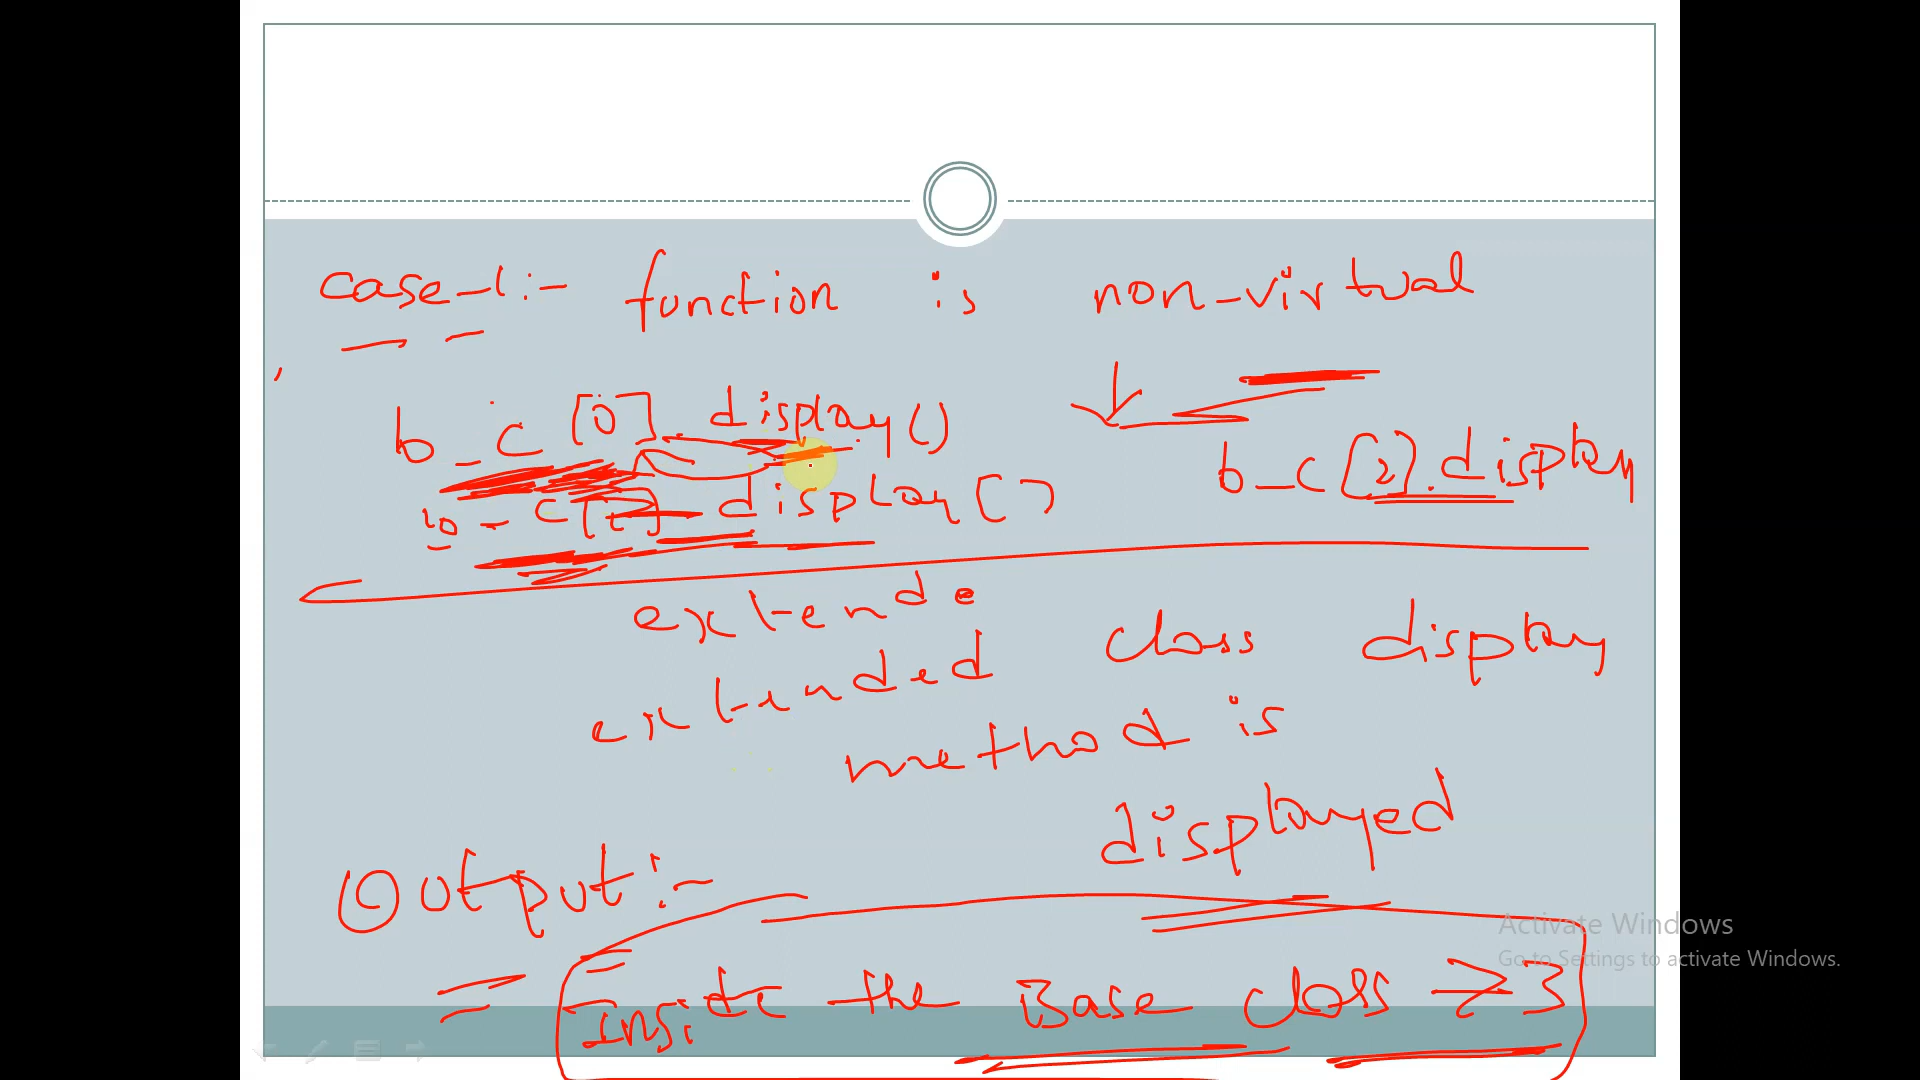 case-1:- function is non-virtual
b_c[0].display()
b_c[1].display[]
b_c[2].display
extende
extended class display
method is
displayed
Output:-
Inside the Base class → 3
Activate Windows
Go to Settings to activate Windows.